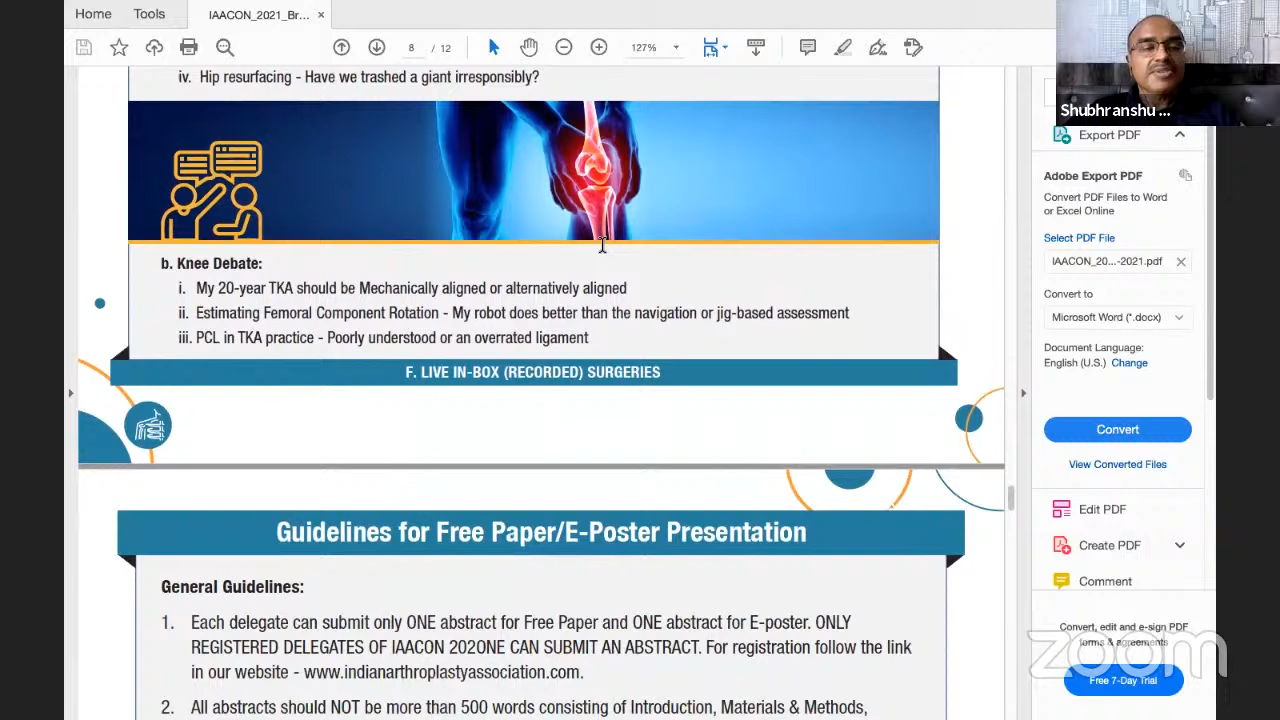 Home Tools IAACON_2021_Br... ×
8 / 12 127%
Shubhranshu ...
iv. Hip resurfacing - Have we trashed a giant irresponsibly?
b. Knee Debate:
i. My 20-year TKA should be Mechanically aligned or alternatively aligned
ii. Estimating Femoral Component Rotation - My robot does better than the navigation or jig-based assessment
iii. PCL in TKA practice - Poorly understood or an overrated ligament
F. LIVE IN-BOX (RECORDED) SURGERIES
Guidelines for Free Paper/E-Poster Presentation
General Guidelines:
1. Each delegate can submit only ONE abstract for Free Paper and ONE abstract for E-poster. ONLY
REGISTERED DELEGATES OF IAACON 202ONE CAN SUBMIT AN ABSTRACT. For registration follow the link
in our website - www.indianarthroplastyassociation.com.
2. All abstracts should NOT be more than 500 words consisting of Introduction, Materials & Methods,
Export PDF
Adobe Export PDF
Convert PDF Files to Word
or Excel Online
Select PDF File
IAACON_20...-2021.pdf
Convert to
Microsoft Word (*.docx)
Document Language:
English (U.S.) Change
Convert
View Converted Files
Edit PDF
Create PDF
Comment
Convert, edit and e-sign PDF
forms & agreements
Free 7-Day Trial
zoom